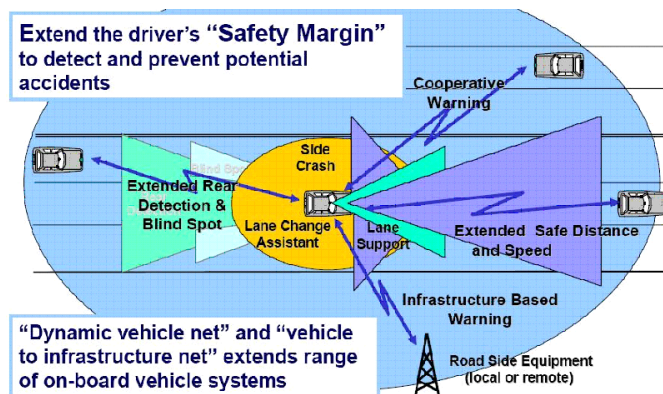 Extend the driver's “Safety Margin”
to detect and prevent potential
accidents
Cooperative
Warning
Side
Crash
Blind Spot
Extended Rear
Detection &
Blind Spot
Lane Change
Assistant
Lane
Support
Extended Safe Distance
and Speed
Infrastructure Based
Warning
“Dynamic vehicle net” and “vehicle
to infrastructure net” extends range
of on-board vehicle systems
Road Side Equipment
(local or remote)